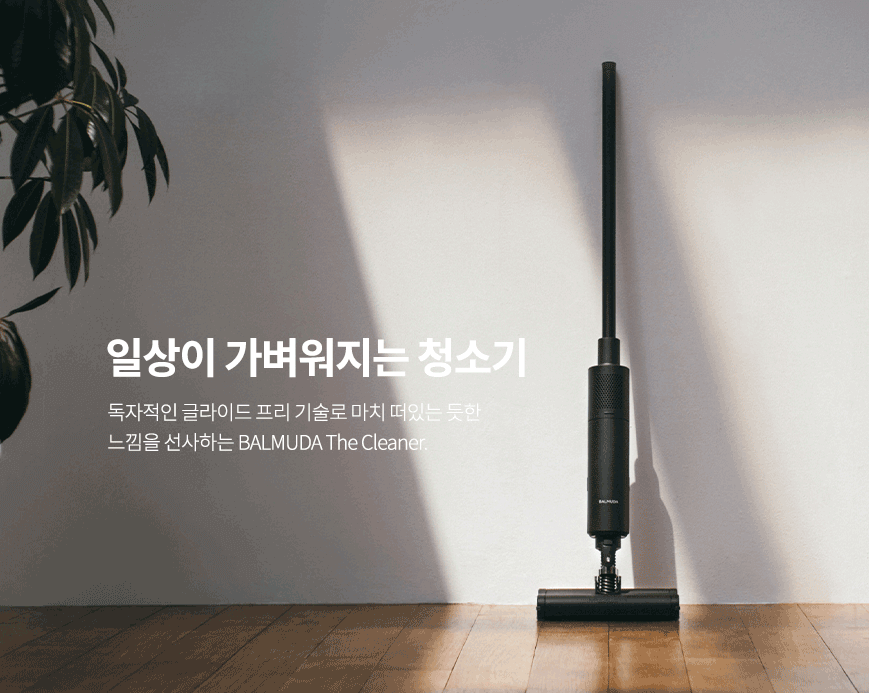 일상이 가벼워지는 청소기
독자적인 글라이드 프리 기술로 마치 떠있는 듯한
느낌을 선사하는 BALMUDA The Cleaner.
BALMUDA